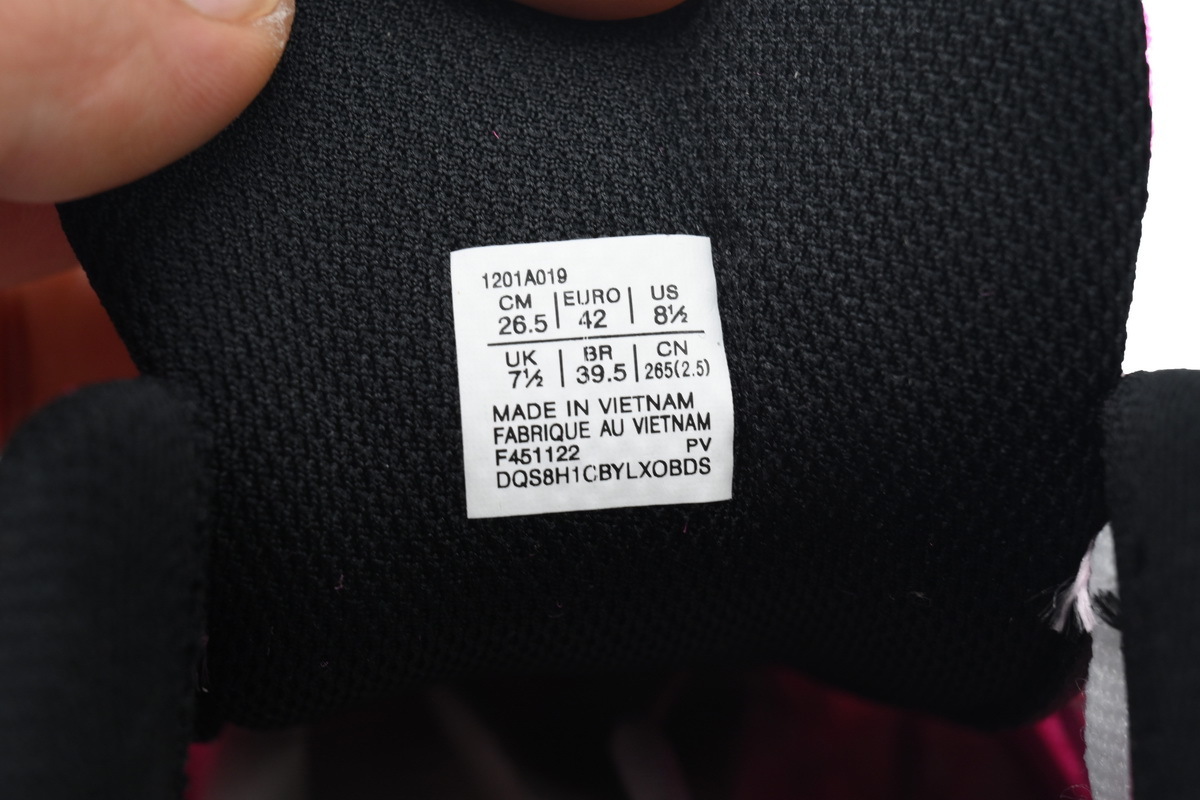 1201A019
CM | EURO | US
26.5 | 42 | 8½
UK | BR | CN
7½ | 39.5 | 265(2.5)
MADE IN VIETNAM
FABRIQUE AU VIETNAM
F451122 PV
DQS8H1CBYLXOBDS